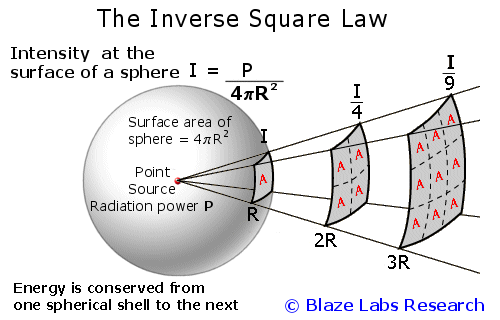 The Inverse Square Law
Intensity at the
surface of a sphere I = P
4πR²
Surface area of
sphere = 4πR²
Point
Source
Radiation power P
I
A
R
I
4
A A
A A
2R
I
9
A A A
A A A
A A A
3R
Energy is conserved from
one spherical shell to the next
© Blaze Labs Research